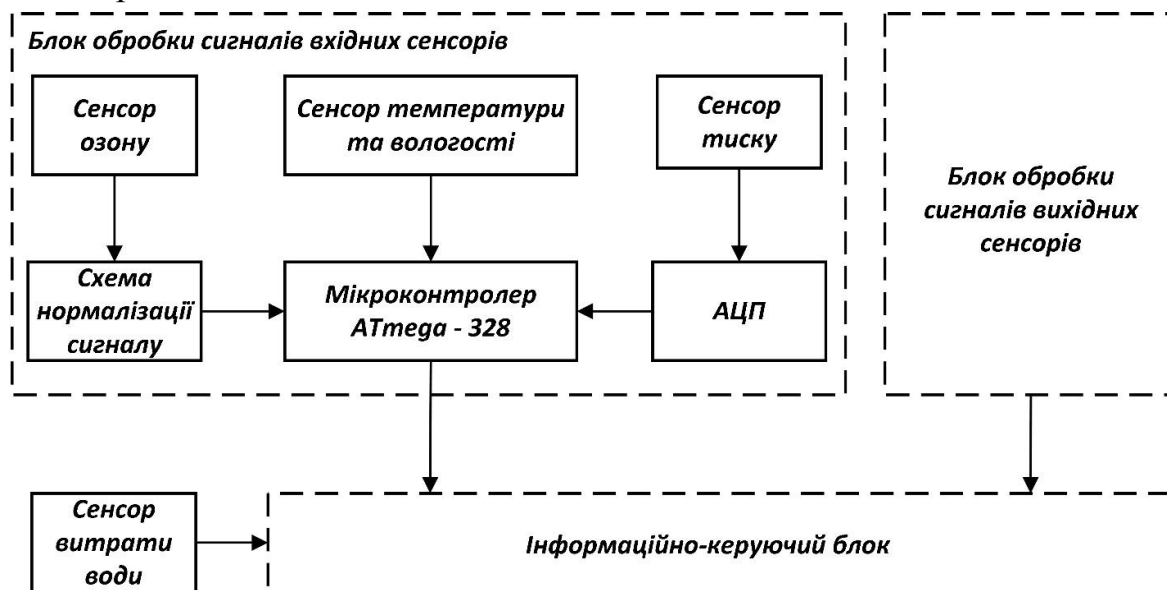 Блок обробки сигналів вхідних сенсорів
Сенсор
озону
Сенсор температури
та вологості
Сенсор
тиску
Схема
нормалізації
сигналу
Мікроконтролер
ATmega - 328
АЦП
Блок обробки
сигналів вихідних
сенсорів
Сенсор
витрати
води
Інформаційно-керуючий блок